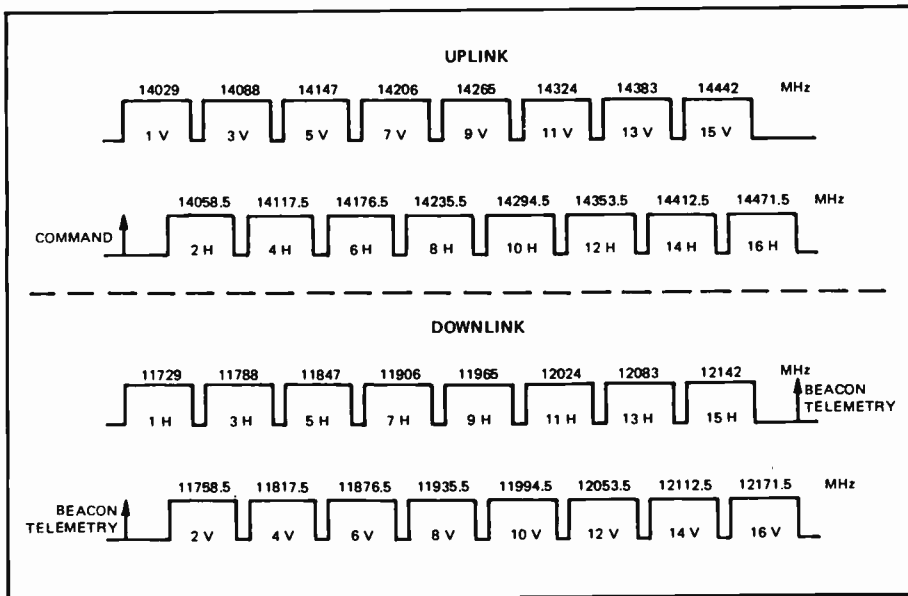 UPLINK
14029 14088 14147 14206 14265 14324 14383 14442 MHz
1 V 3 V 5 V 7 V 9 V 11 V 13 V 15 V
14058.5 14117.5 14176.5 14235.5 14294.5 14353.5 14412.5 14471.5 MHz
COMMAND
2 H 4 H 6 H 8 H 10 H 12 H 14 H 16 H
DOWNLINK
11729 11788 11847 11906 11965 12024 12083 12142 MHz
BEACON
TELEMETRY
1 H 3 H 5 H 7 H 9 H 11 H 13 H 15 H
11758.5 11817.5 11876.5 11935.5 11994.5 12053.5 12112.5 12171.5 MHz
BEACON
TELEMETRY
2 V 4 V 6 V 8 V 10 V 12 V 14 V 16 V